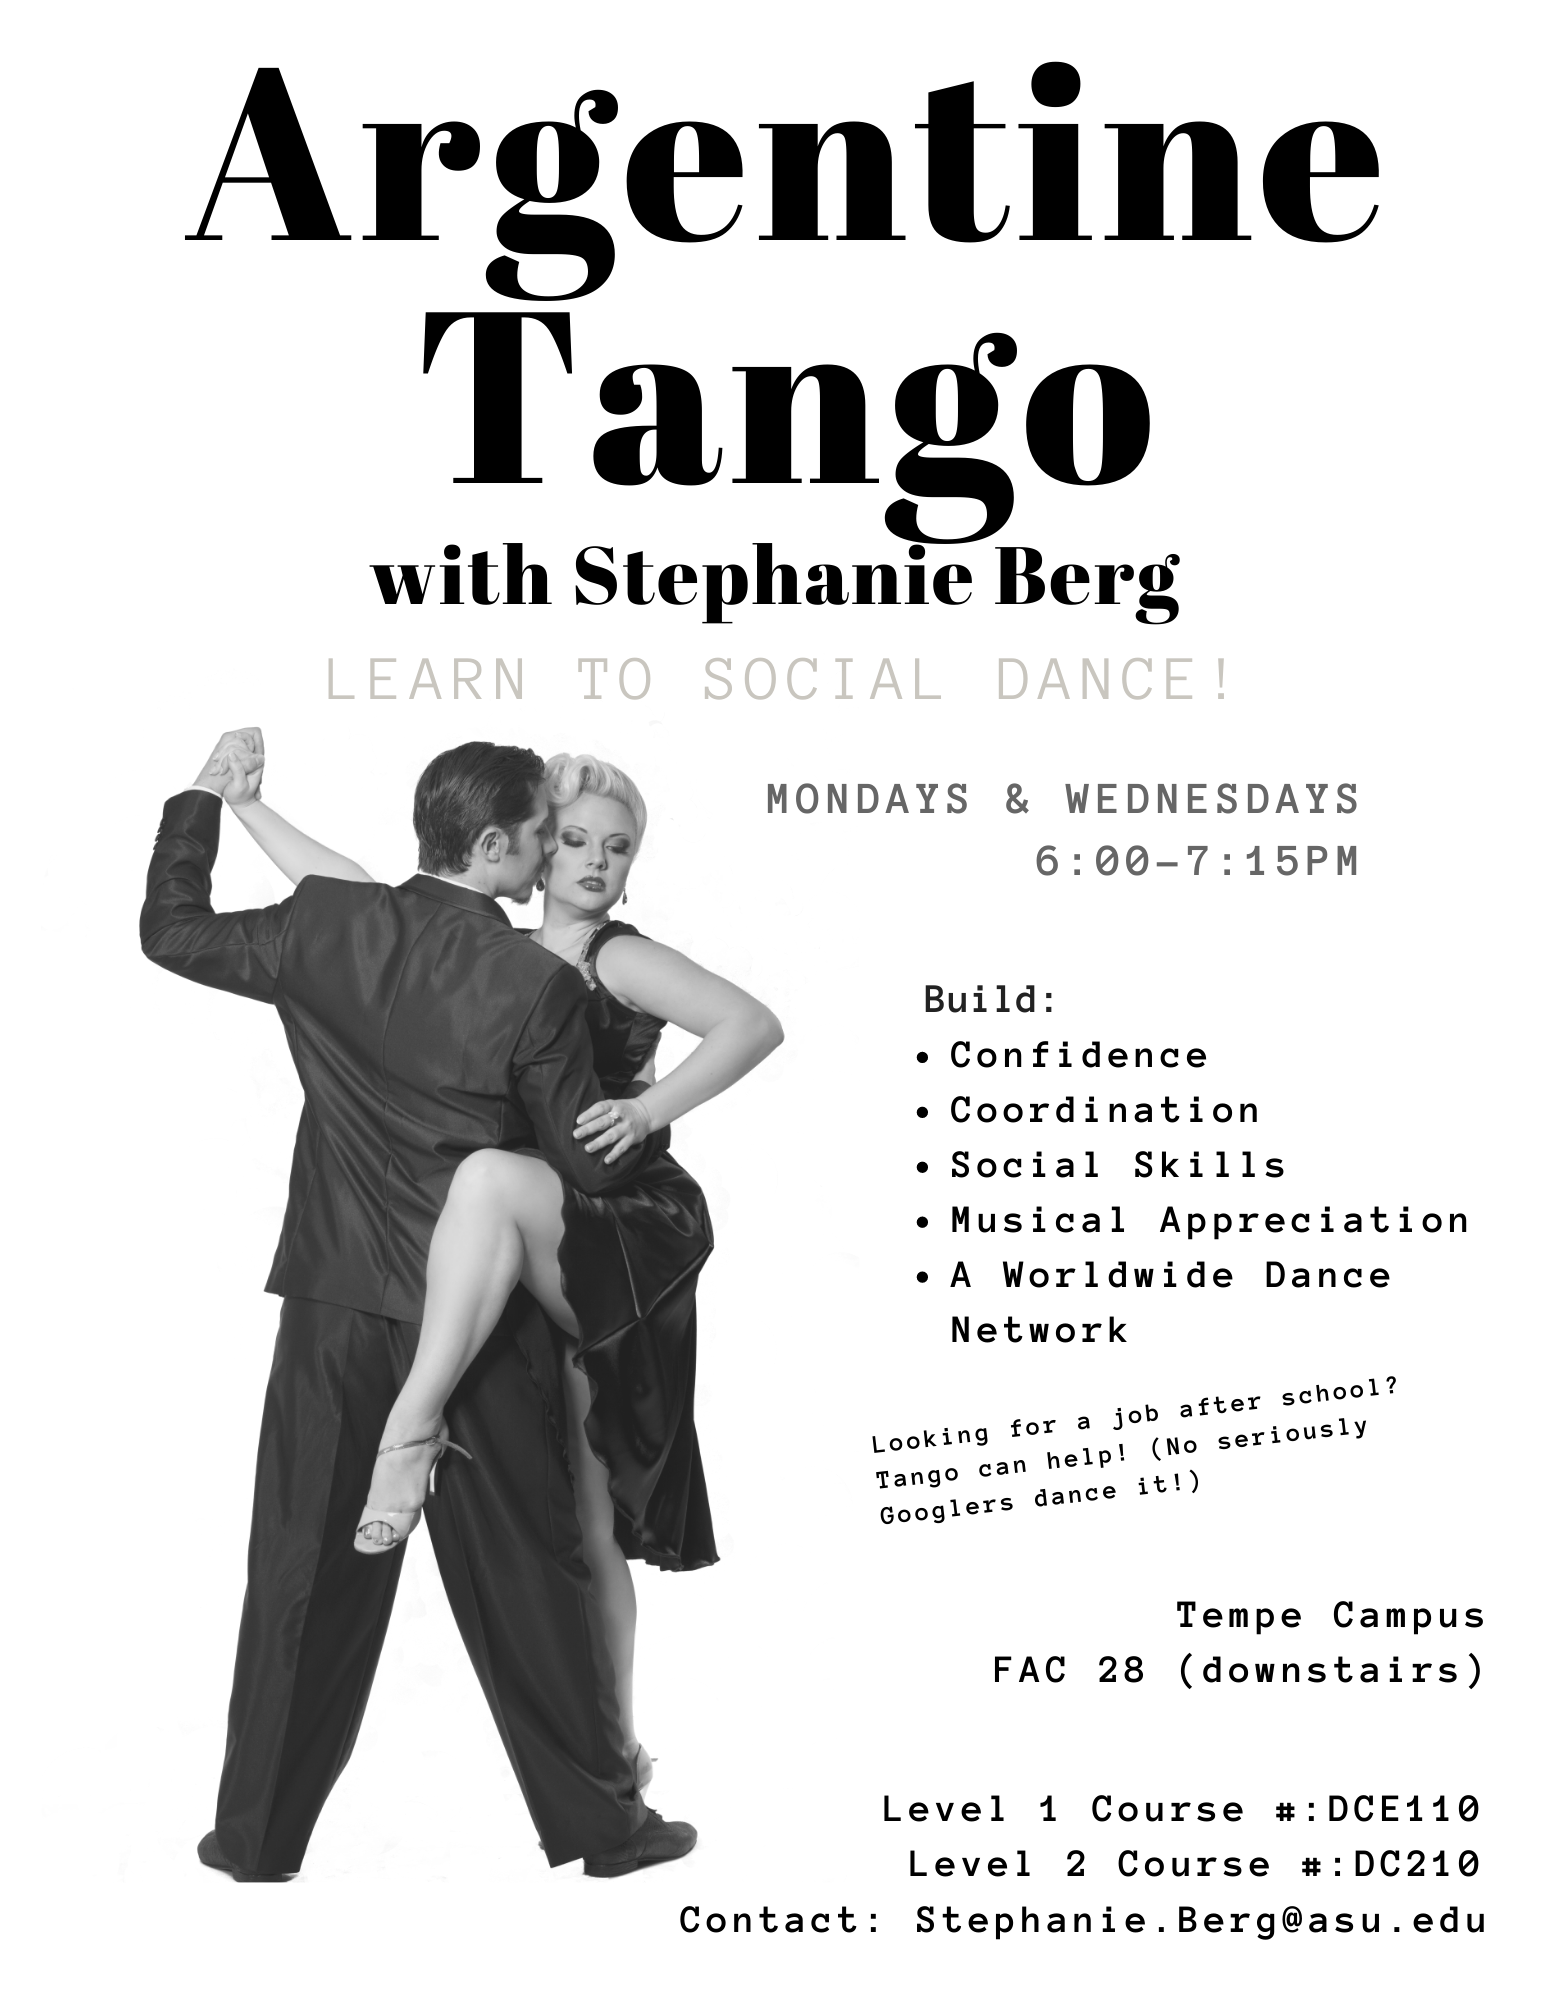 Argentine
Tango
with Stephanie Berg
LEARN TO SOCIAL DANCE!
MONDAYS & WEDNESDAYS
6:00-7:15PM
Build:
• Confidence
• Coordination
• Social Skills
• Musical Appreciation
• A Worldwide Dance
Network
Looking for a job after school?
Tango can help! (No seriously
Googlers dance it!)
Tempe Campus
FAC 28 (downstairs)
Level 1 Course #:DCE110
Level 2 Course #:DC210
Contact: Stephanie.Berg@asu.edu